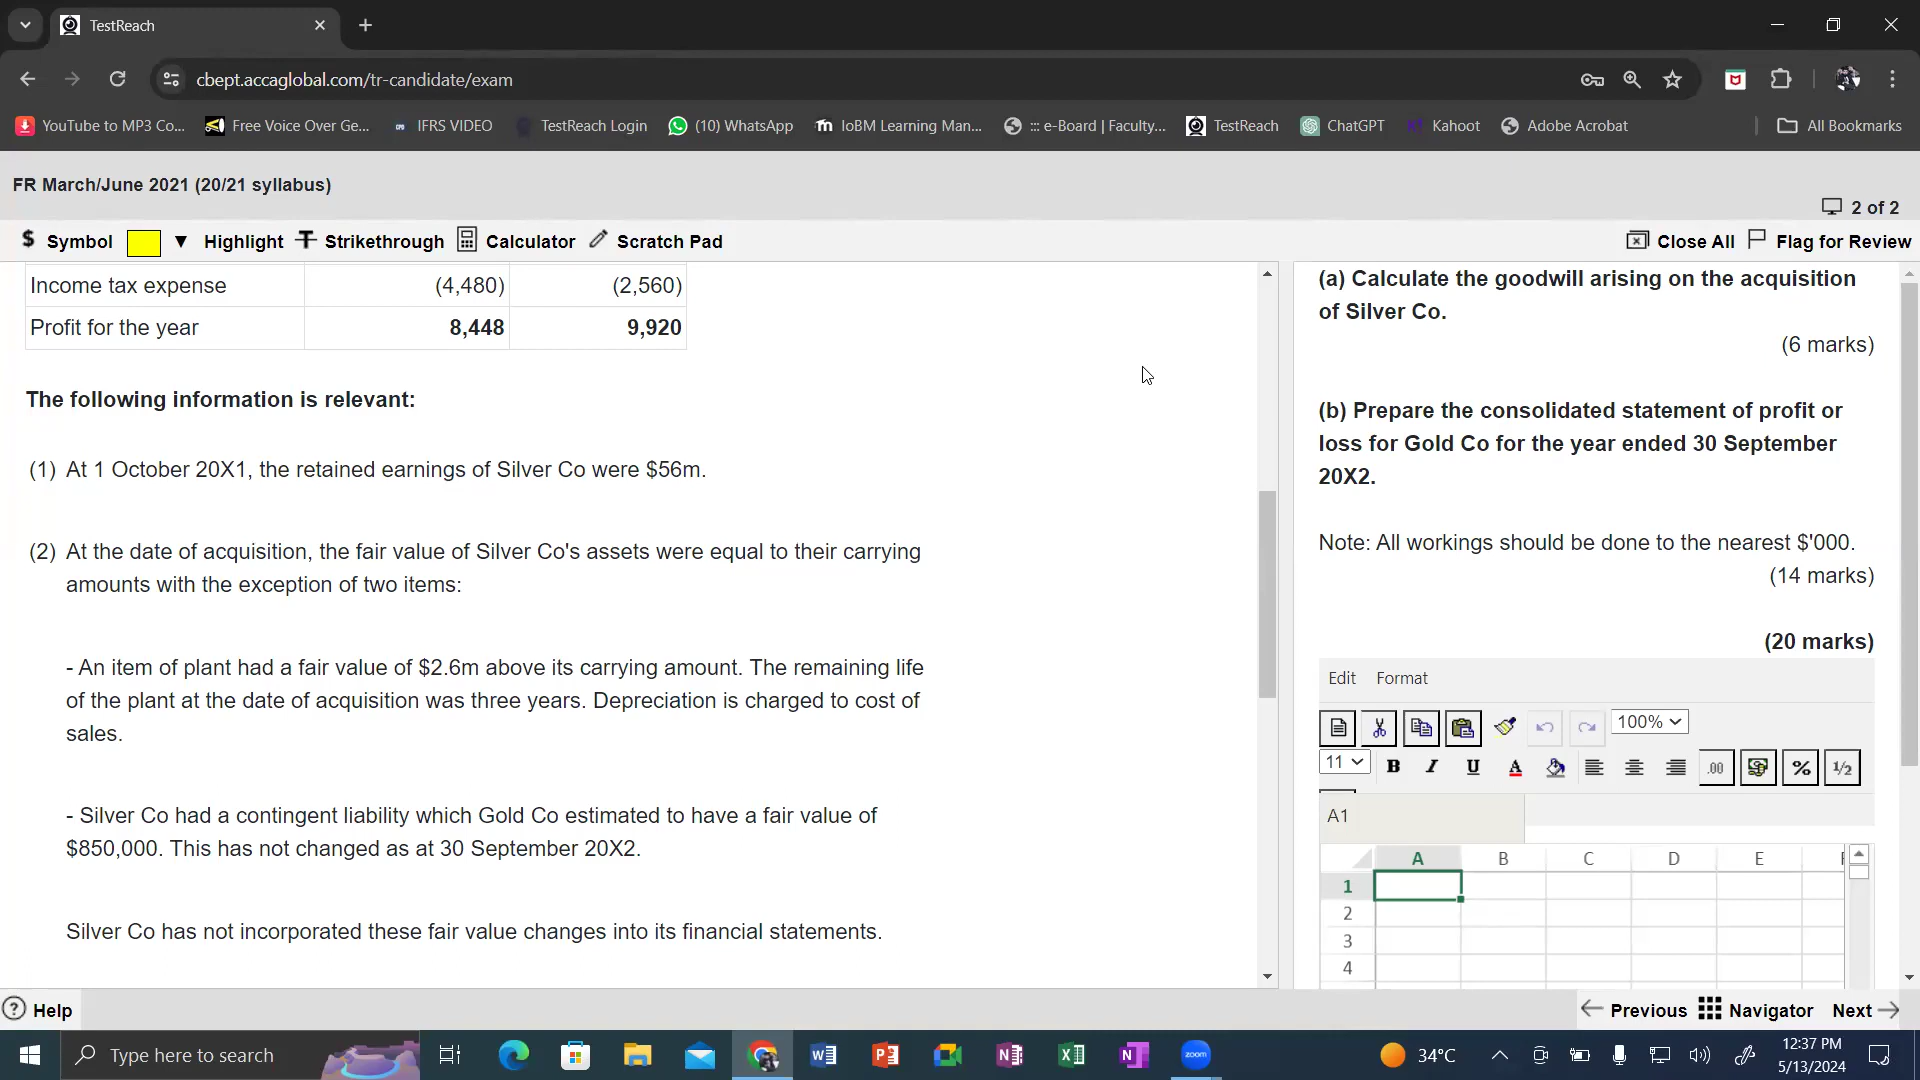 TestReach
cbept.accaglobal.com/tr-candidate/exam
YouTube to MP3 Co...
Free Voice Over Ge...
IFRS VIDEO
TestReach Login
(10) WhatsApp
IoBM Learning Man...
::: e-Board | Faculty...
TestReach
ChatGPT
Kahoot
Adobe Acrobat
All Bookmarks
FR March/June 2021 (20/21 syllabus)
2 of 2
$ Symbol
Highlight
Strikethrough
Calculator
Scratch Pad
Close All
Flag for Review
Income tax expense (4,480) (2,560)
Profit for the year 8,448 9,920
The following information is relevant:
(1) At 1 October 20X1, the retained earnings of Silver Co were $56m.
(2) At the date of acquisition, the fair value of Silver Co's assets were equal to their carrying
amounts with the exception of two items:
- An item of plant had a fair value of $2.6m above its carrying amount. The remaining life
of the plant at the date of acquisition was three years. Depreciation is charged to cost of
sales.
- Silver Co had a contingent liability which Gold Co estimated to have a fair value of
$850,000. This has not changed as at 30 September 20X2.
Silver Co has not incorporated these fair value changes into its financial statements.
(a) Calculate the goodwill arising on the acquisition
of Silver Co.
(6 marks)
(b) Prepare the consolidated statement of profit or
loss for Gold Co for the year ended 30 September
20X2.
Note: All workings should be done to the nearest $'000.
(14 marks)
(20 marks)
Edit Format
100%
11 B I U A .00 % 1/2
A1
A B C D E
1
2
3
4
Help
Previous
Navigator
Next
Type here to search
zoom
34°C
12:37 PM
5/13/2024